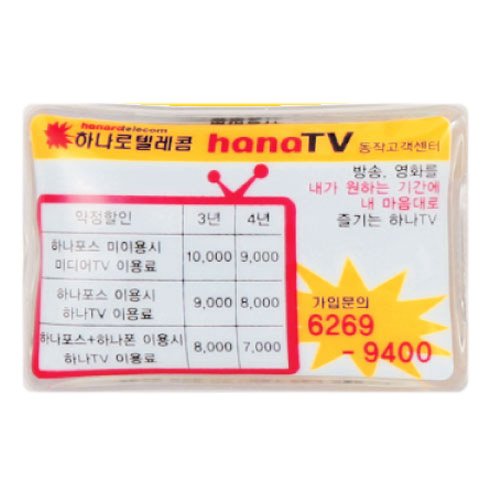 hanarotelecom
하나로텔레콤 hanaTV 동작고객센터
방송, 영화를
내가 원하는 기간에
내 마음대로
즐기는 하나TV
약정할인 3년 4년
하나포스 미이용시
미디어TV 이용료 10,000 9,000
하나포스 이용시
하나TV 이용료 9,000 8,000
하나포스+하나폰 이용시
하나TV 이용료 8,000 7,000
가입문의
6269
-9400